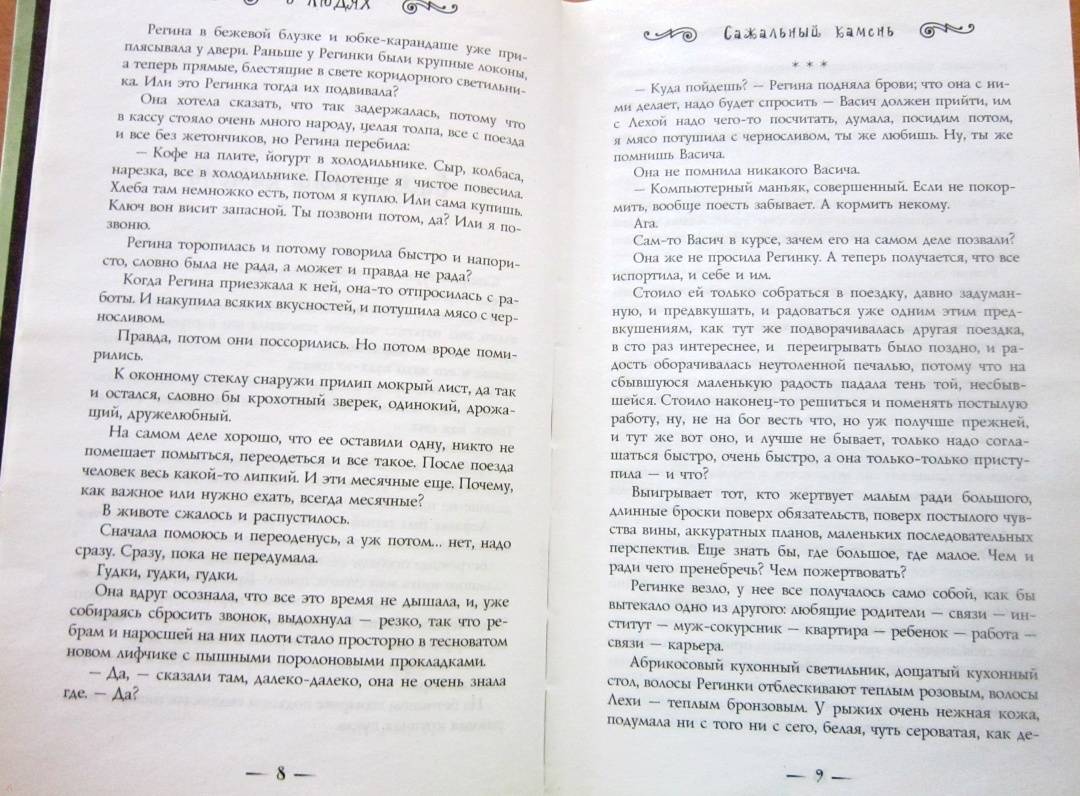 о людях
Регина в бежевой блузке и юбке-карандаше уже при-
плясывала у двери. Раньше у Регинки были крупные локоны,
а теперь прямые, блестящие в свете коридорного светильни-
ка. Или это Регинка тогда их подвивала?
Она хотела сказать, что так задержалась, потому что
в кассу стояло очень много народу, целая толпа, все с поезда
и все без жетончиков, но Регина перебила:
— Кофе на плите, йогурт в холодильнике. Сыр, колбаса,
нарезка, все в холодильнике. Полотенце я чистое повесила.
Хлеба там немножко есть, потом я куплю. Или сама купишь.
Ключ вон висит запасной. Ты позвони потом, да? Или я по-
звоню.
Регина торопилась и потому говорила быстро и напори-
сто, словно была не рада, а может и правда не рада?
Когда Регина приезжала к ней, она-то отпросилась с ра-
боты. И накупила всяких вкусностей, и потушила мясо с чер-
носливом.
Правда, потом они поссорились. Но потом вроде поми-
рились.
К оконному стеклу снаружи прилип мокрый лист, да так
и остался, словно бы крохотный зверек, одинокий, дрожа-
щий, дружелюбный.
На самом деле хорошо, что ее оставили одну, никто не
помешает помыться, переодеться и все такое. После поезда
человек весь какой-то липкий. И эти месячные еще. Почему,
как важное или нужно ехать, всегда месячные?
В животе сжалось и распустилось.
Сначала помоюсь и переоденусь, а уж потом... нет, надо
сразу. Сразу, пока не передумала.
Гудки, гудки, гудки.
Она вдруг осознала, что все это время не дышала, и, уже
собираясь сбросить звонок, выдохнула — резко, так что ре-
брам и наросшей на них плоти стало просторно в тесноватом
новом лифчике с пышными поролоновыми прокладками.
— Да, — сказали там, далеко-далеко, она не очень знала
где. — Да?
— 8 —
Сажальный камень
* * *
— Куда пойдешь? — Регина подняла брови; что она с ни-
ми делает, надо будет спросить — Васич должен прийти, им
с Лехой надо чего-то посчитать, думала, посидим потом,
я мясо потушила с черносливом, ты же любишь. Ну, ты же
помнишь Васича.
Она не помнила никакого Васича.
— Компьютерный маньяк, совершенный. Если не покор-
мить, вообще поесть забывает. А кормить некому.
Ага.
Сам-то Васич в курсе, зачем его на самом деле позвали?
Она же не просила Регинку. А теперь получается, что все
испортила, и себе и им.
Стоило ей только собраться в поездку, давно задуман-
ную, и предвкушать, и радоваться уже одним этим пред-
вкушениям, как тут же подворачивалась другая поездка,
в сто раз интереснее, и переигрывать было поздно, и ра-
дость оборачивалась неутоленной печалью, потому что на
сбывшуюся маленькую радость падала тень той, несбыв-
шейся. Стоило наконец-то решиться и поменять постылую
работу, ну, не на бог весть что, но уж получше прежней,
и тут же вот оно, и лучше не бывает, только надо согла-
шаться быстро, очень быстро, а она только-только присту-
пила — и что?
Выигрывает тот, кто жертвует малым ради большого,
длинные броски поверх обязательств, поверх постылого чув-
ства вины, аккуратных планов, маленьких последовательных
перспектив. Еще знать бы, где большое, где малое. Чем и
ради чего пренебречь? Чем пожертвовать?
Регинке везло, у нее все получалось само собой, как бы
вытекало одно из другого: любящие родители — связи — ин-
ститут — муж-сокурсник — квартира — ребенок — работа —
связи — карьера.
Абрикосовый кухонный светильник, дощатый кухонный
стол, волосы Регинки отблескивают теплым розовым, волосы
Лехи — теплым бронзовым. У рыжих очень нежная кожа,
подумала ни с того ни с сего, белая, чуть сероватая, как де-
— 9 —